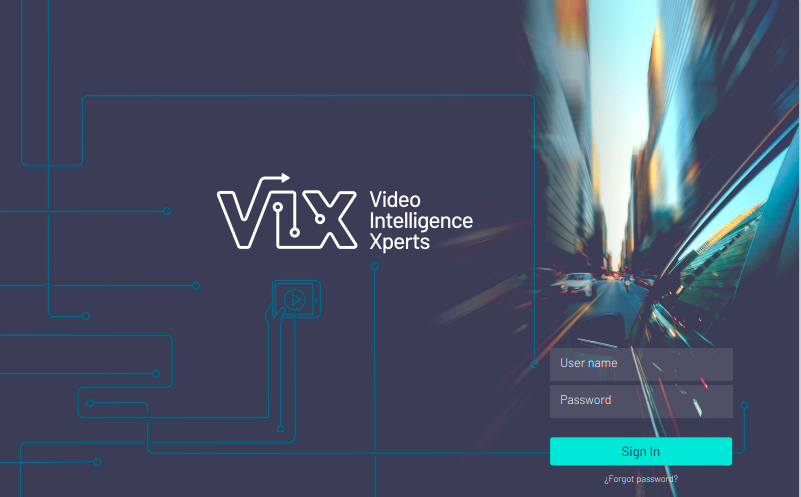 VIX
Video
Intelligence
Xperts
User name
Password
Sign In
¿Forgot password?